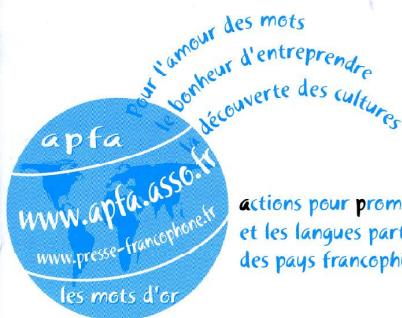 pour l'amour des mots
le bonheur d'entreprendre
la découverte des cultures
apfa
www.apfa.asso.fr
www.presse-francophone.fr
les mots d'or
actions pour prom
et les langues part
des pays francoph